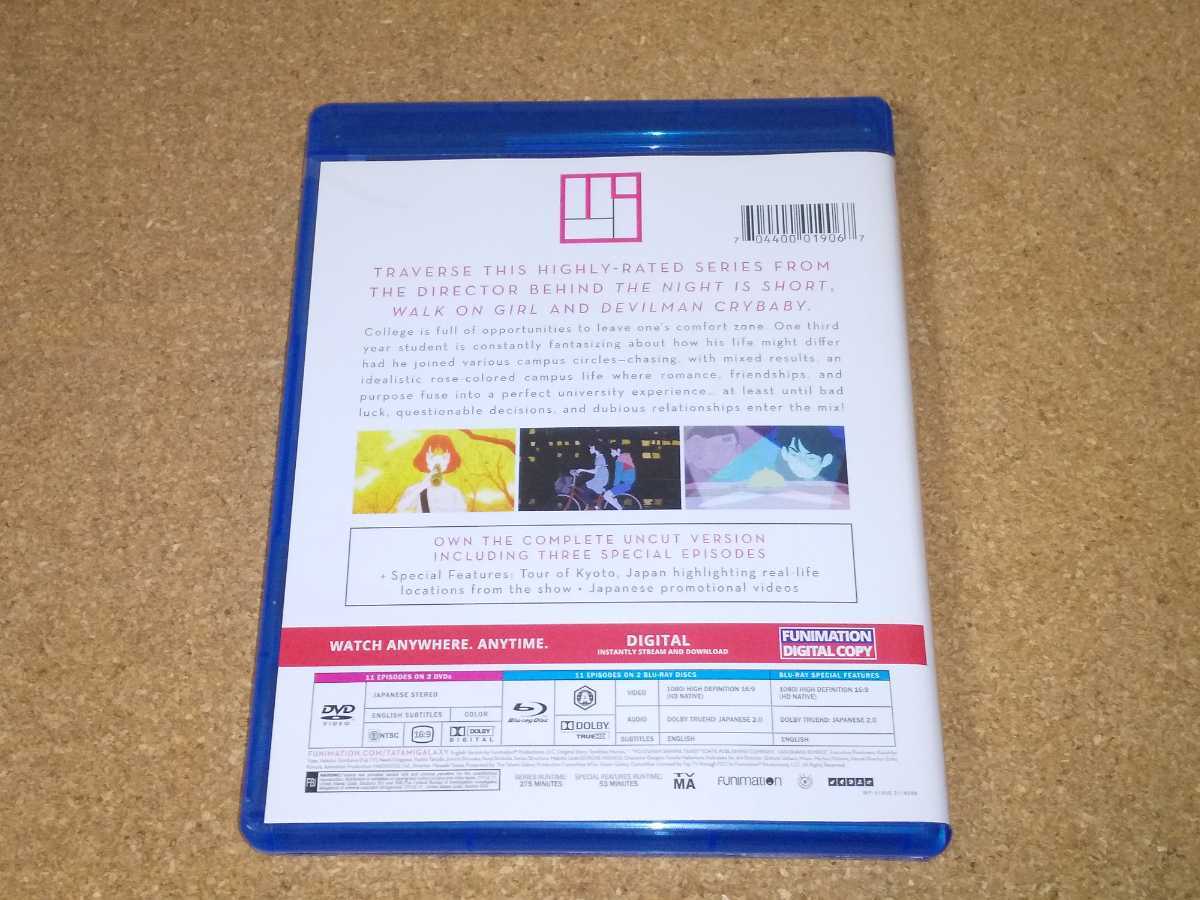 7 04400 01906 7
TRAVERSE THIS HIGHLY-RATED SERIES FROM
THE DIRECTOR BEHIND THE NIGHT IS SHORT,
WALK ON GIRL AND DEVILMAN CRYBABY.
College is full of opportunities to leave one's comfort zone. One third
year student is constantly fantasizing about how his life might differ
had he joined various campus circles—chasing, with mixed results, an
idealistic rose-colored campus life where romance, friendships, and
purpose fuse into a perfect university experience... at least until bad
luck, questionable decisions, and dubious relationships enter the mix!
OWN THE COMPLETE UNCUT VERSION
INCLUDING THREE SPECIAL EPISODES
+ Special Features: Tour of Kyoto, Japan highlighting real-life
locations from the show • Japanese promotional videos
WATCH ANYWHERE. ANYTIME.
DIGITAL
INSTANTLY STREAM AND DOWNLOAD
FUNIMATION
DIGITAL COPY
11 EPISODES ON 2 DVDs
DVD
VIDEO
JAPANESE STEREO
ENGLISH SUBTITLES
COLOR
NTSC
16:9
DOLBY
DIGITAL
11 EPISODES ON 2 BLU-RAY DISCS
BLU-RAY SPECIAL FEATURES
Blu-ray Disc
A
DOLBY
TRUEHD
VIDEO
1080i HIGH DEFINITION 16:9
(HD NATIVE)
1080i HIGH DEFINITION 16:9
(HD NATIVE)
AUDIO
DOLBY TRUEHD: JAPANESE 2.0
DOLBY TRUEHD: JAPANESE 2.0
SUBTITLES
ENGLISH
ENGLISH
FUNIMATION.COM/TATAMIGALAXY
FBI
SERIES RUNTIME:
275 MINUTES
SPECIAL FEATURES RUNTIME:
53 MINUTES
TV
MA
FUNIMATION